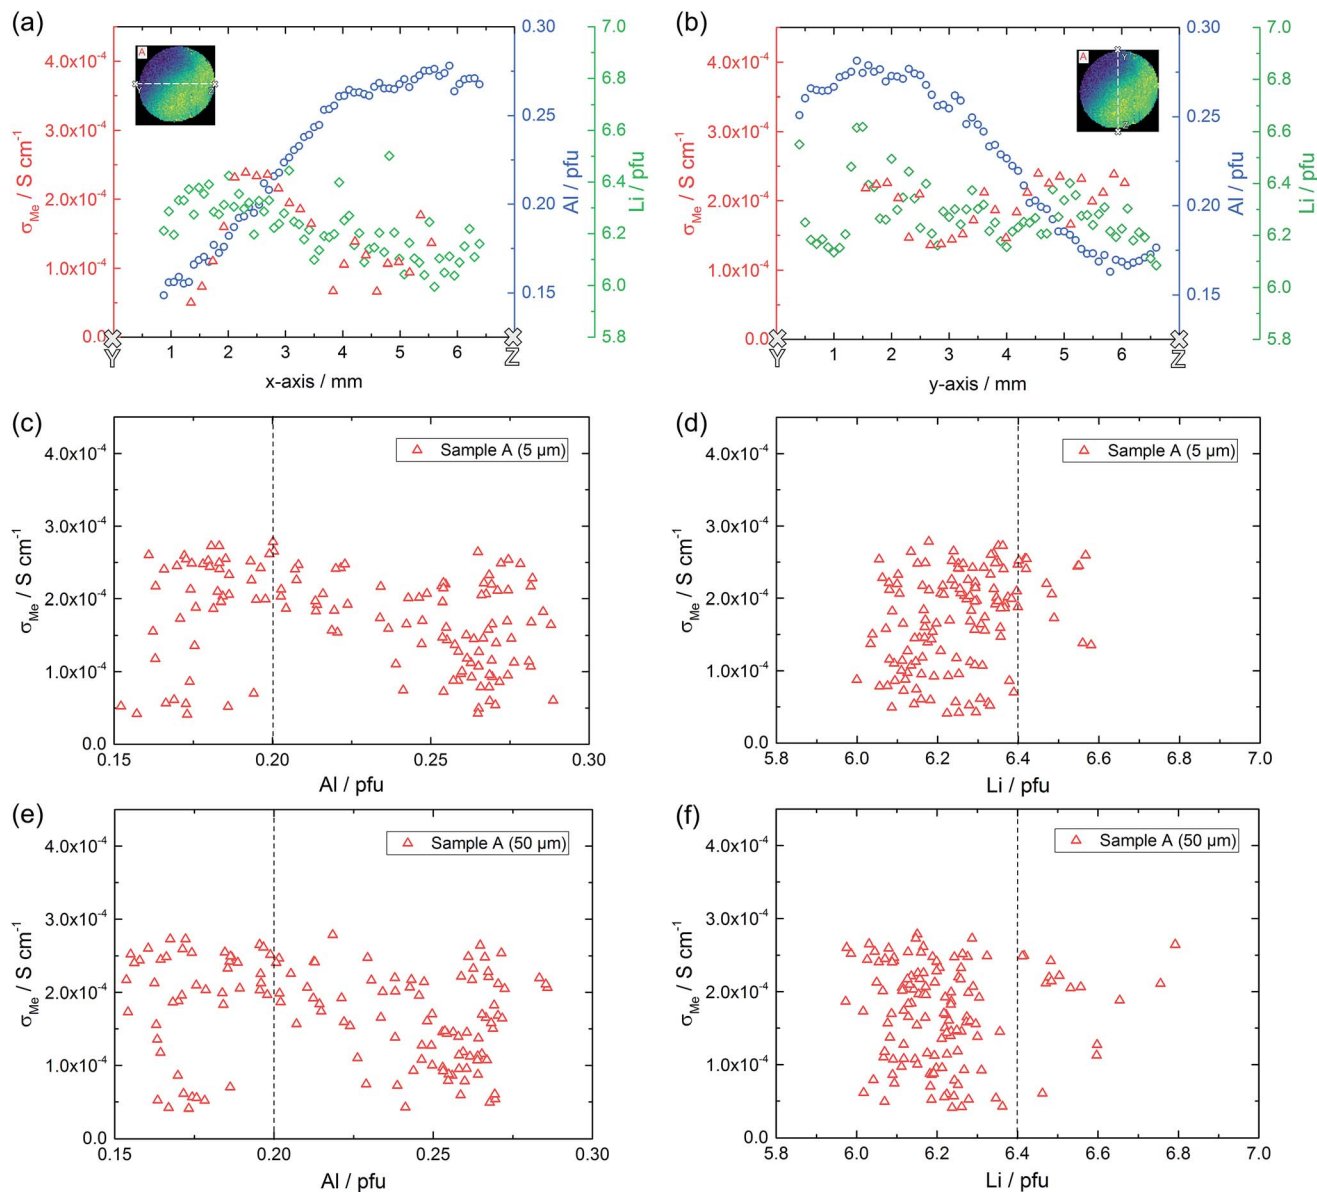 (a)
A
Y
Z
4.0x10⁻⁴
3.0x10⁻⁴
2.0x10⁻⁴
1.0x10⁻⁴
0.0
σMe / S cm⁻¹
0.30
0.25
0.20
0.15
Al / pfu
7.0
6.8
6.6
6.4
6.2
6.0
5.8
Li / pfu
1 2 3 4 5 6
Y Z
x-axis / mm
(b)
A
Y
Z
4.0x10⁻⁴
3.0x10⁻⁴
2.0x10⁻⁴
1.0x10⁻⁴
0.0
σMe / S cm⁻¹
0.30
0.25
0.20
0.15
Al / pfu
7.0
6.8
6.6
6.4
6.2
6.0
5.8
Li / pfu
1 2 3 4 5 6
Y Z
y-axis / mm
(c)
Sample A (5 µm)
4.0x10⁻⁴
3.0x10⁻⁴
2.0x10⁻⁴
1.0x10⁻⁴
0.0
σMe / S cm⁻¹
0.15 0.20 0.25 0.30
Al / pfu
(d)
Sample A (5 µm)
4.0x10⁻⁴
3.0x10⁻⁴
2.0x10⁻⁴
1.0x10⁻⁴
0.0
σMe / S cm⁻¹
5.8 6.0 6.2 6.4 6.6 6.8 7.0
Li / pfu
(e)
Sample A (50 µm)
4.0x10⁻⁴
3.0x10⁻⁴
2.0x10⁻⁴
1.0x10⁻⁴
0.0
σMe / S cm⁻¹
0.15 0.20 0.25 0.30
Al / pfu
(f)
Sample A (50 µm)
4.0x10⁻⁴
3.0x10⁻⁴
2.0x10⁻⁴
1.0x10⁻⁴
0.0
σMe / S cm⁻¹
5.8 6.0 6.2 6.4 6.6 6.8 7.0
Li / pfu